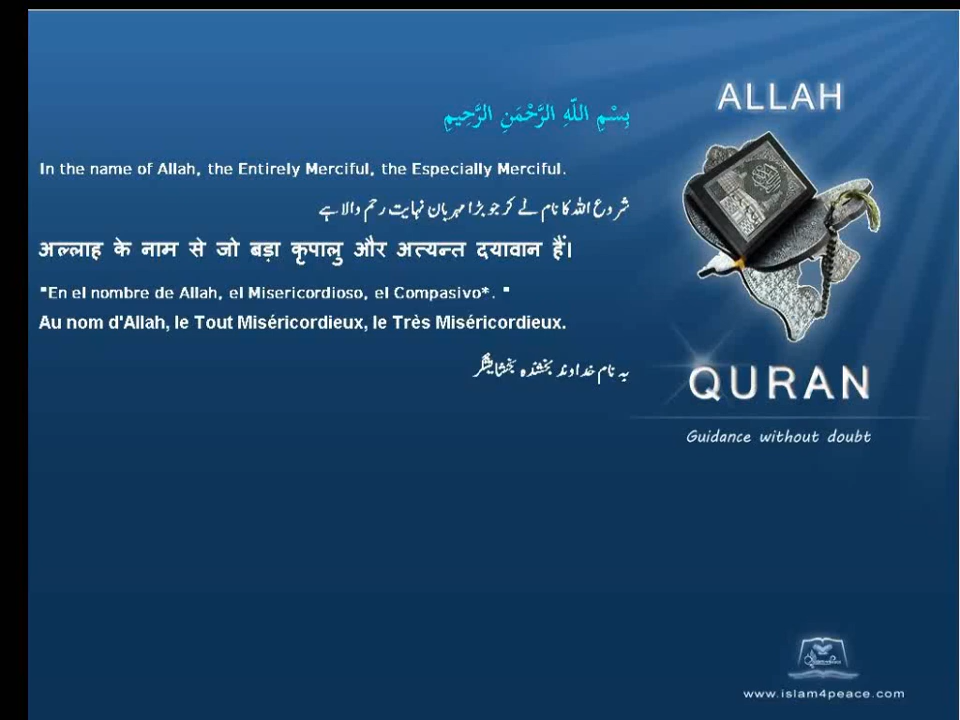 بِسْمِ اللّهِ الرَّحْمَنِ الرَّحِيمِ
In the name of Allah, the Entirely Merciful, the Especially Merciful.
شروع الله کا نام لے کر جو بڑا مہربان نہایت رحم والا ہے
अल्लाह के नाम से जो बड़ा कृपालु और अत्यन्त दयावान हैं।
"En el nombre de Allah, el Misericordioso, el Compasivo*. "
Au nom d'Allah, le Tout Miséricordieux, le Très Miséricordieux.
به نام خداوند بخشنده بخشایشگر
ALLAH
QURAN
Guidance without doubt
www.islam4peace.com